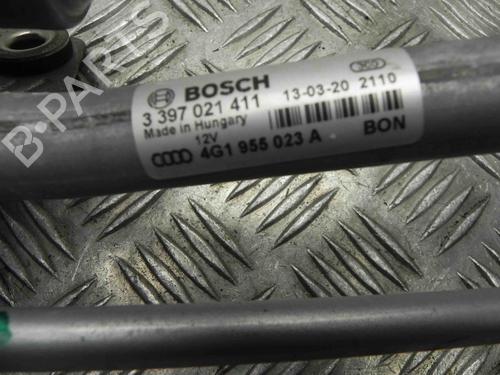 B-PARTS
BOSCH
3 397 021 411 13-03-20 2110
Made in Hungary
12V
4G1 955 023 A BON